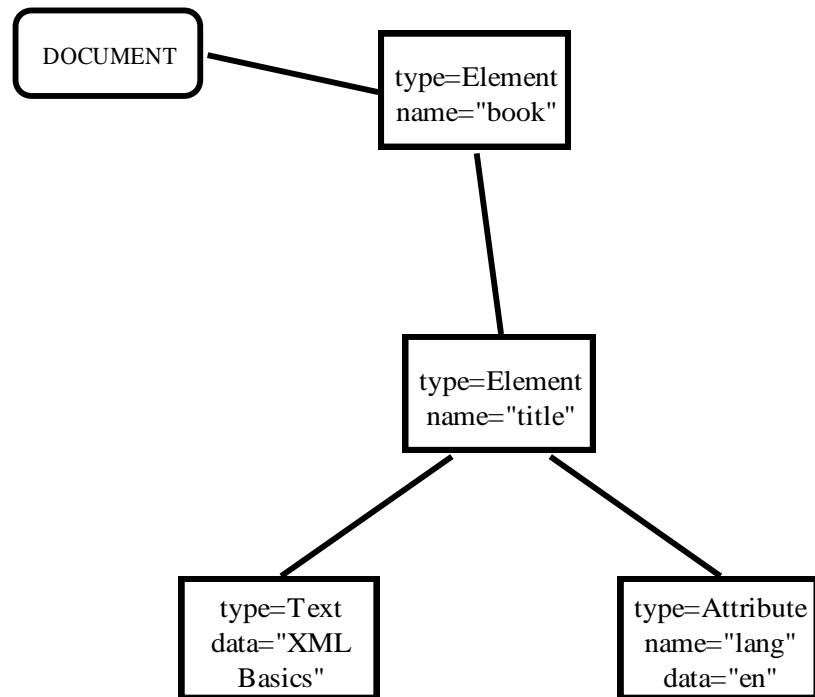 DOCUMENT
type=Element
name="book"
type=Element
name="title"
type=Text
data="XML
Basics"
type=Attribute
name="lang"
data="en"